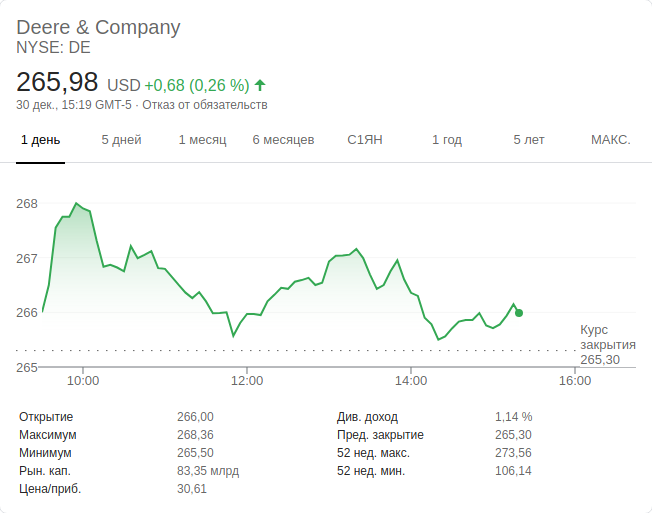 Deere & Company
NYSE: DE
265,98 USD +0,68 (0,26 %)
30 дек., 15:19 GMT-5 · Отказ от обязательств
1 день 5 дней 1 месяц 6 месяцев С1ЯН 1 год 5 лет МАКС.
268
267
266
265
Курс
закрытия
265,30
10:00 12:00 14:00 16:00
Открытие 266,00 Див. доход 1,14 %
Максимум 268,36 Пред. закрытие 265,30
Минимум 265,50 52 нед. макс. 273,56
Рын. кап. 83,35 млрд 52 нед. мин. 106,14
Цена/приб. 30,61